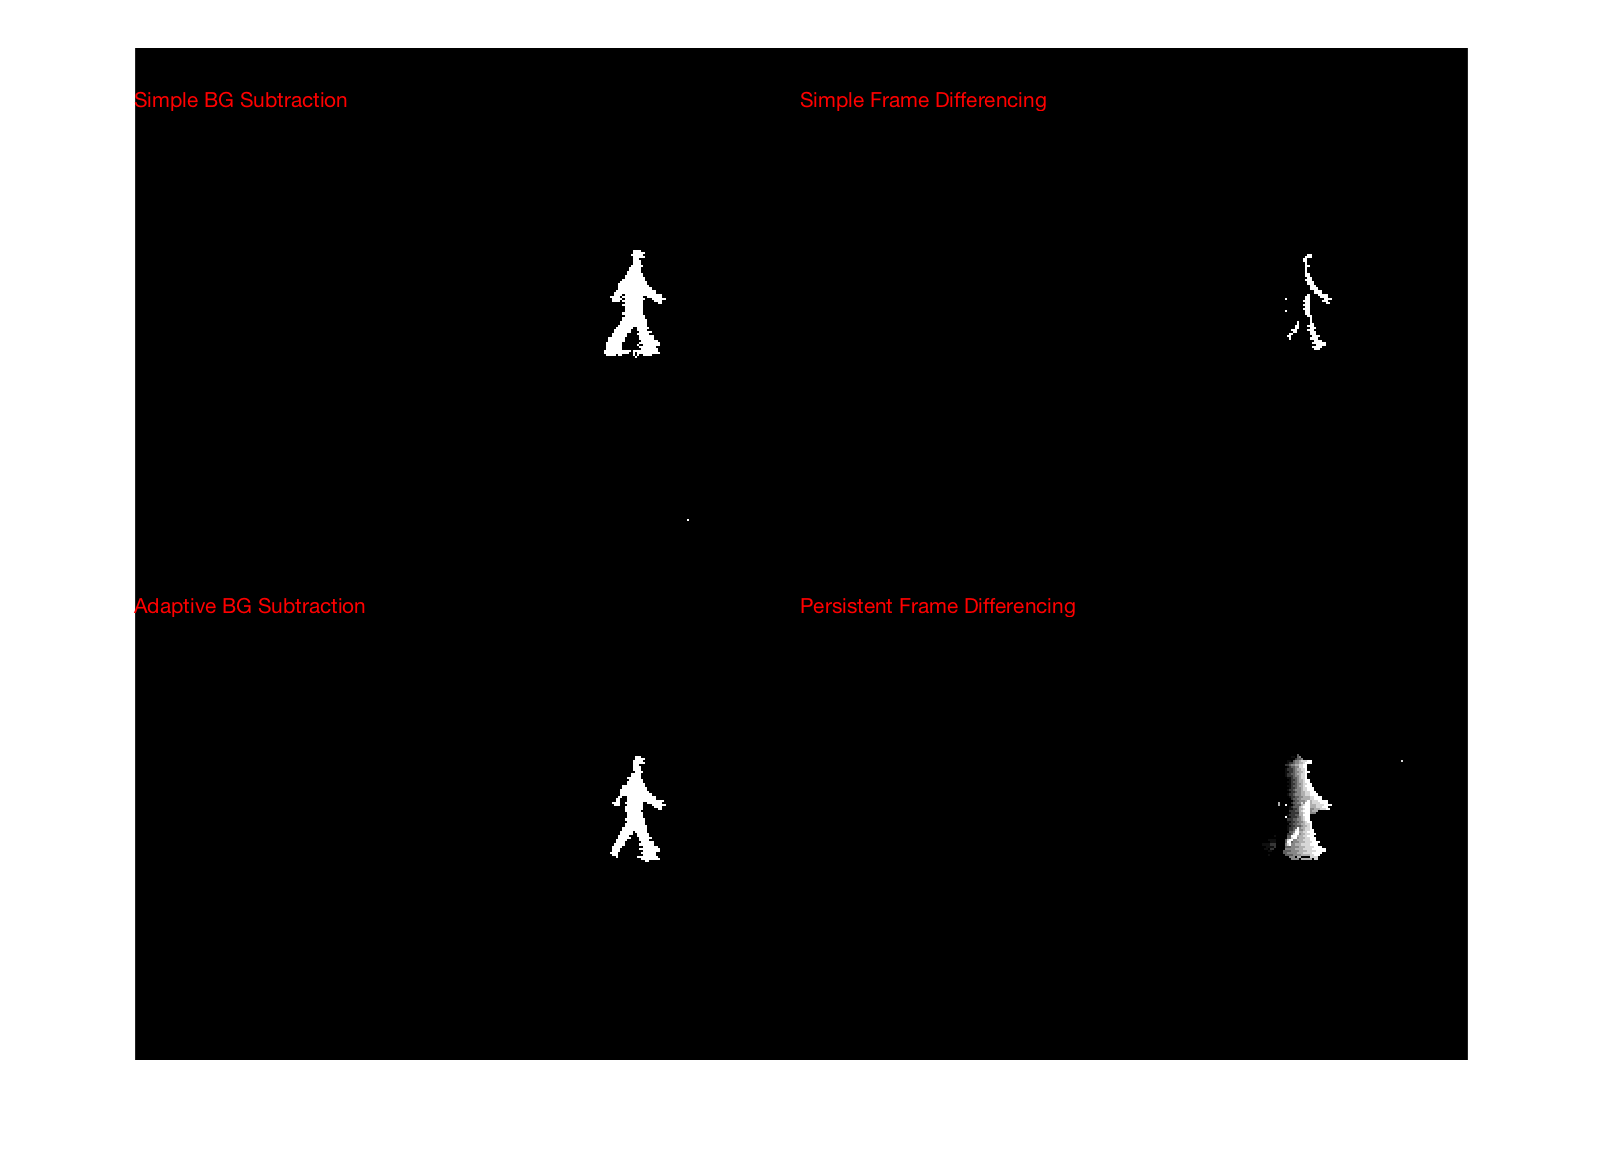 Simple BG Subtraction
Simple Frame Differencing
Adaptive BG Subtraction
Persistent Frame Differencing